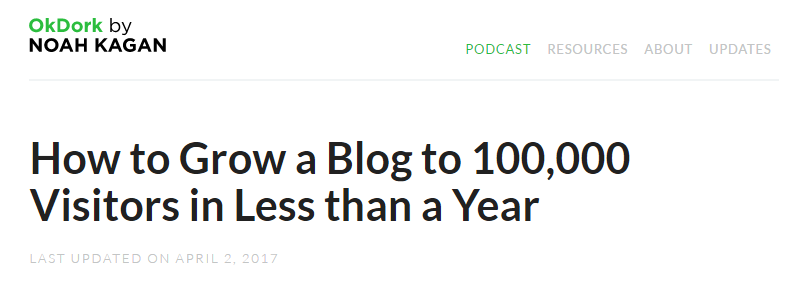 OkDork by
NOAH KAGAN
PODCAST RESOURCES ABOUT UPDATES
How to Grow a Blog to 100,000
Visitors in Less than a Year
LAST UPDATED ON APRIL 2, 2017